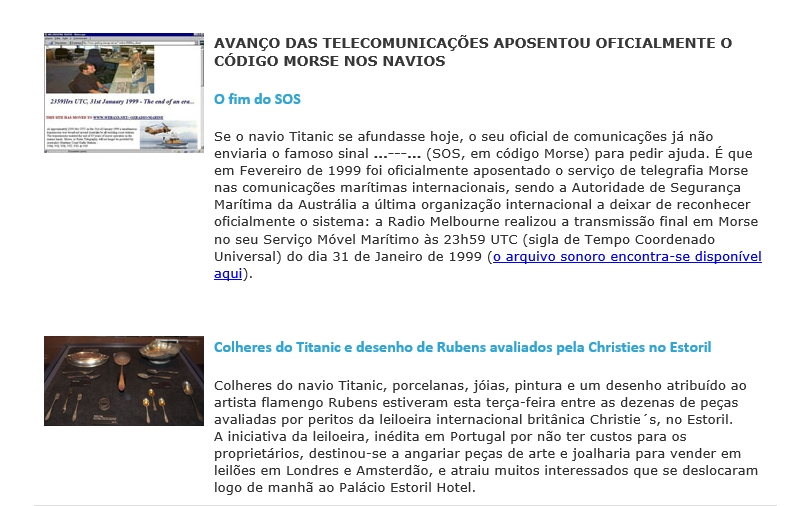 AVANÇO DAS TELECOMUNICAÇÕES APOSENTOU OFICIALMENTE O
CÓDIGO MORSE NOS NAVIOS
2359Hrs UTC, 31st January 1999 - The end of an era...
O fim do SOS
Se o navio Titanic se afundasse hoje, o seu oficial de comunicações já não
enviaria o famoso sinal ...---... (SOS, em código Morse) para pedir ajuda. É que
em Fevereiro de 1999 foi oficialmente aposentado o serviço de telegrafia Morse
nas comunicações marítimas internacionais, sendo a Autoridade de Segurança
Marítima da Austrália a última organização internacional a deixar de reconhecer
oficialmente o sistema: a Radio Melbourne realizou a transmissão final em Morse
no seu Serviço Móvel Marítimo às 23h59 UTC (sigla de Tempo Coordenado
Universal) do dia 31 de Janeiro de 1999 (o arquivo sonoro encontra-se disponível
aqui).
Colheres do Titanic e desenho de Rubens avaliados pela Christies no Estoril
Colheres do navio Titanic, porcelanas, jóias, pintura e um desenho atribuído ao
artista flamengo Rubens estiveram esta terça-feira entre as dezenas de peças
avaliadas por peritos da leiloeira internacional britânica Christie´s, no Estoril.
A iniciativa da leiloeira, inédita em Portugal por não ter custos para os
proprietários, destinou-se a angariar peças de arte e joalharia para vender em
leilões em Londres e Amsterdão, e atraiu muitos interessados que se deslocaram
logo de manhã ao Palácio Estoril Hotel.